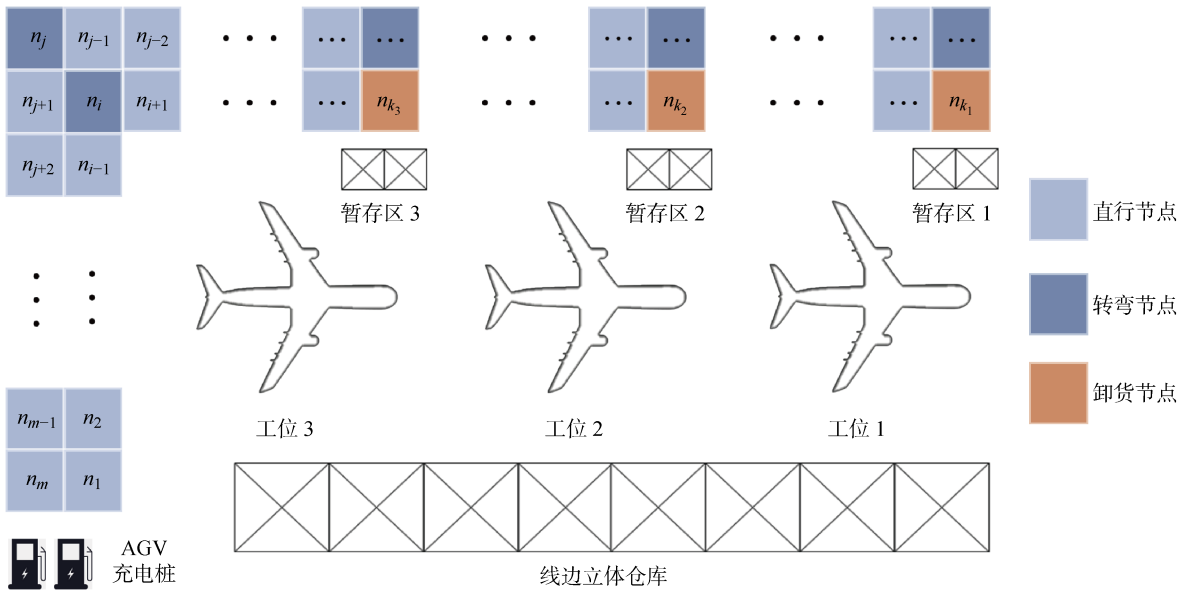 nj nj−1 nj−2 ··· ··· ··· ··· ··· ··· ··· ···
nj+1 ni ni+1 ··· ··· nk3 ··· ··· nk2 ··· ··· nk1
nj+2 ni−1
暂存区 3 暂存区 2 暂存区 1
直行节点
转弯节点
卸货节点
nm−1 n2
工位 3 工位 2 工位 1
nm n1
AGV
充电桩
线边立体仓库